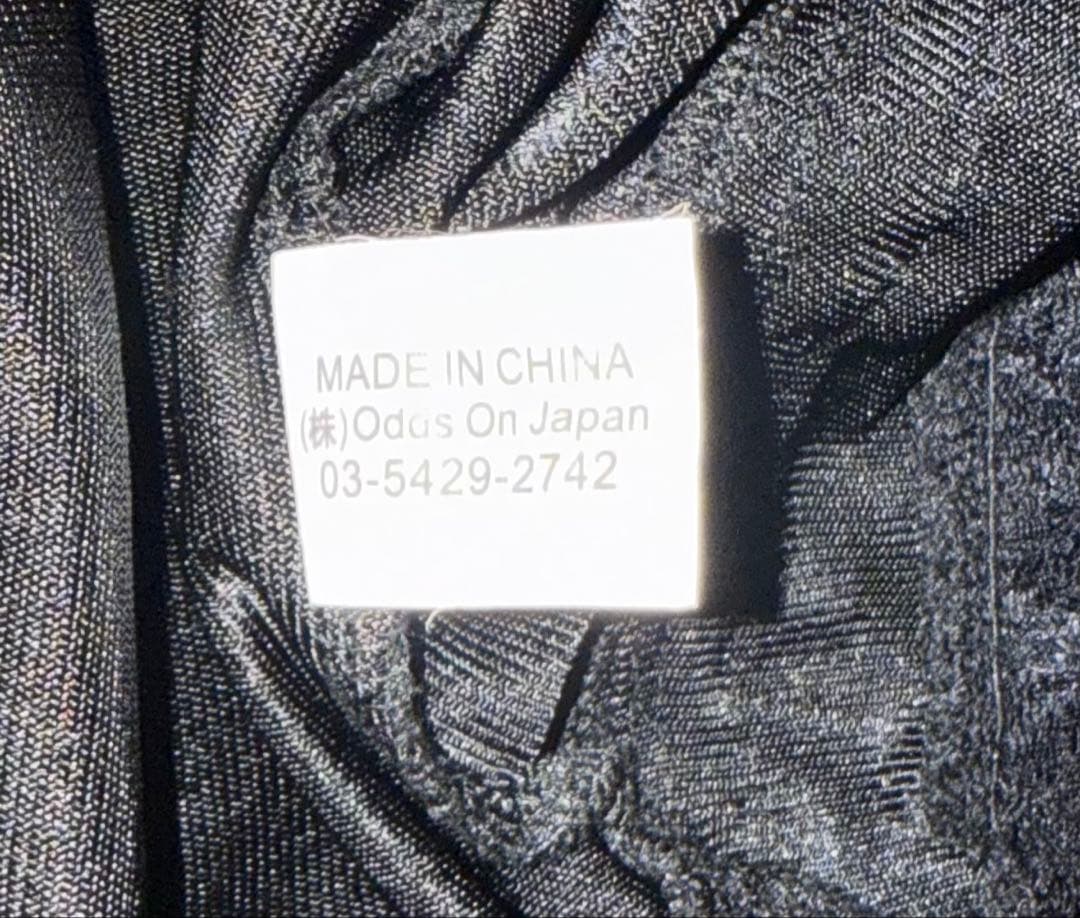 MADE IN CHINA
(株)Odds On Japan
03-5429-2742